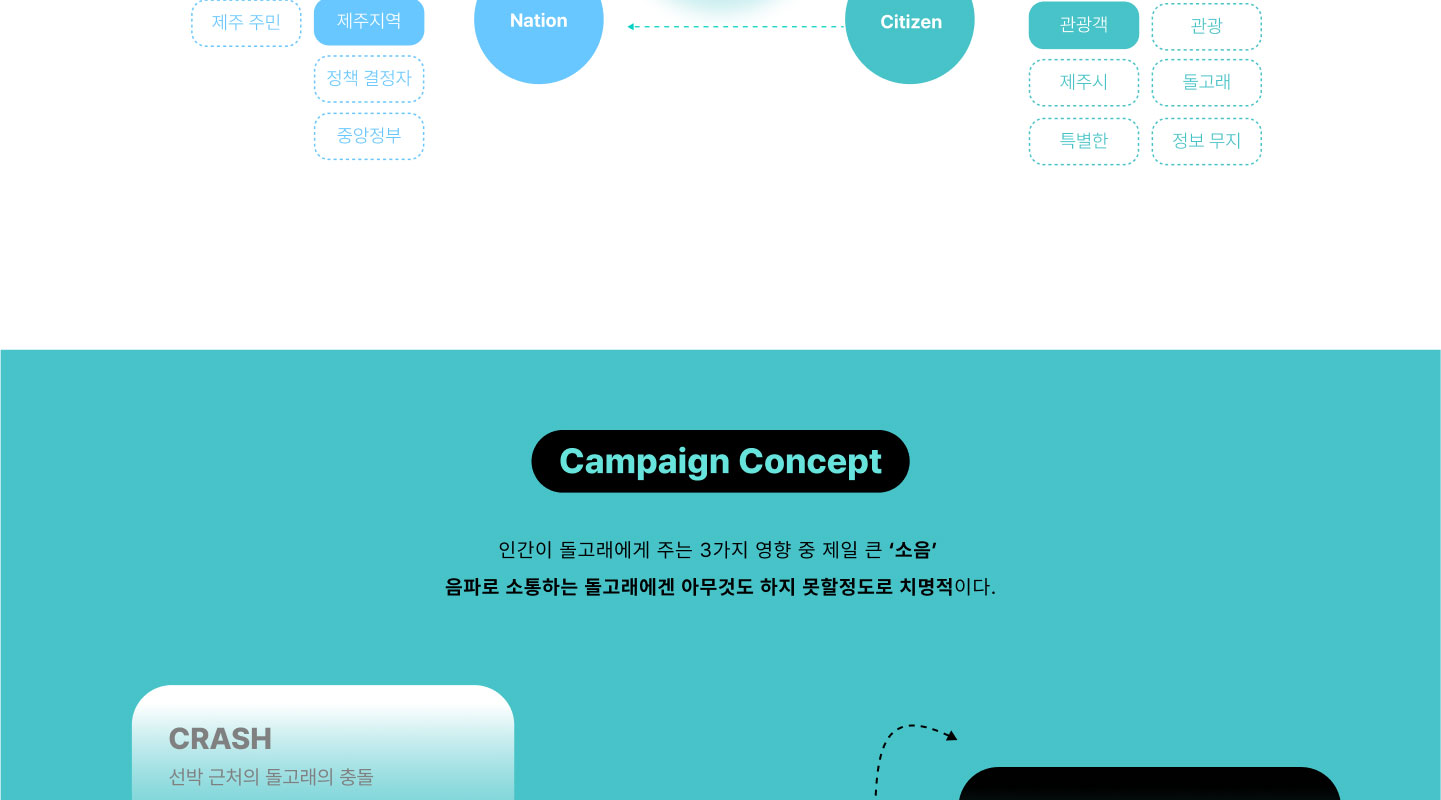 제주 주민
제주지역
Nation
Citizen
관광객
관광
정책 결정자
제주시
돌고래
중앙정부
특별한
정보 무지
Campaign Concept
인간이 돌고래에게 주는 3가지 영향 중 제일 큰 ‘소음’
음파로 소통하는 돌고래에겐 아무것도 하지 못할정도로 치명적이다.
CRASH
선박 근처의 돌고래의 충돌